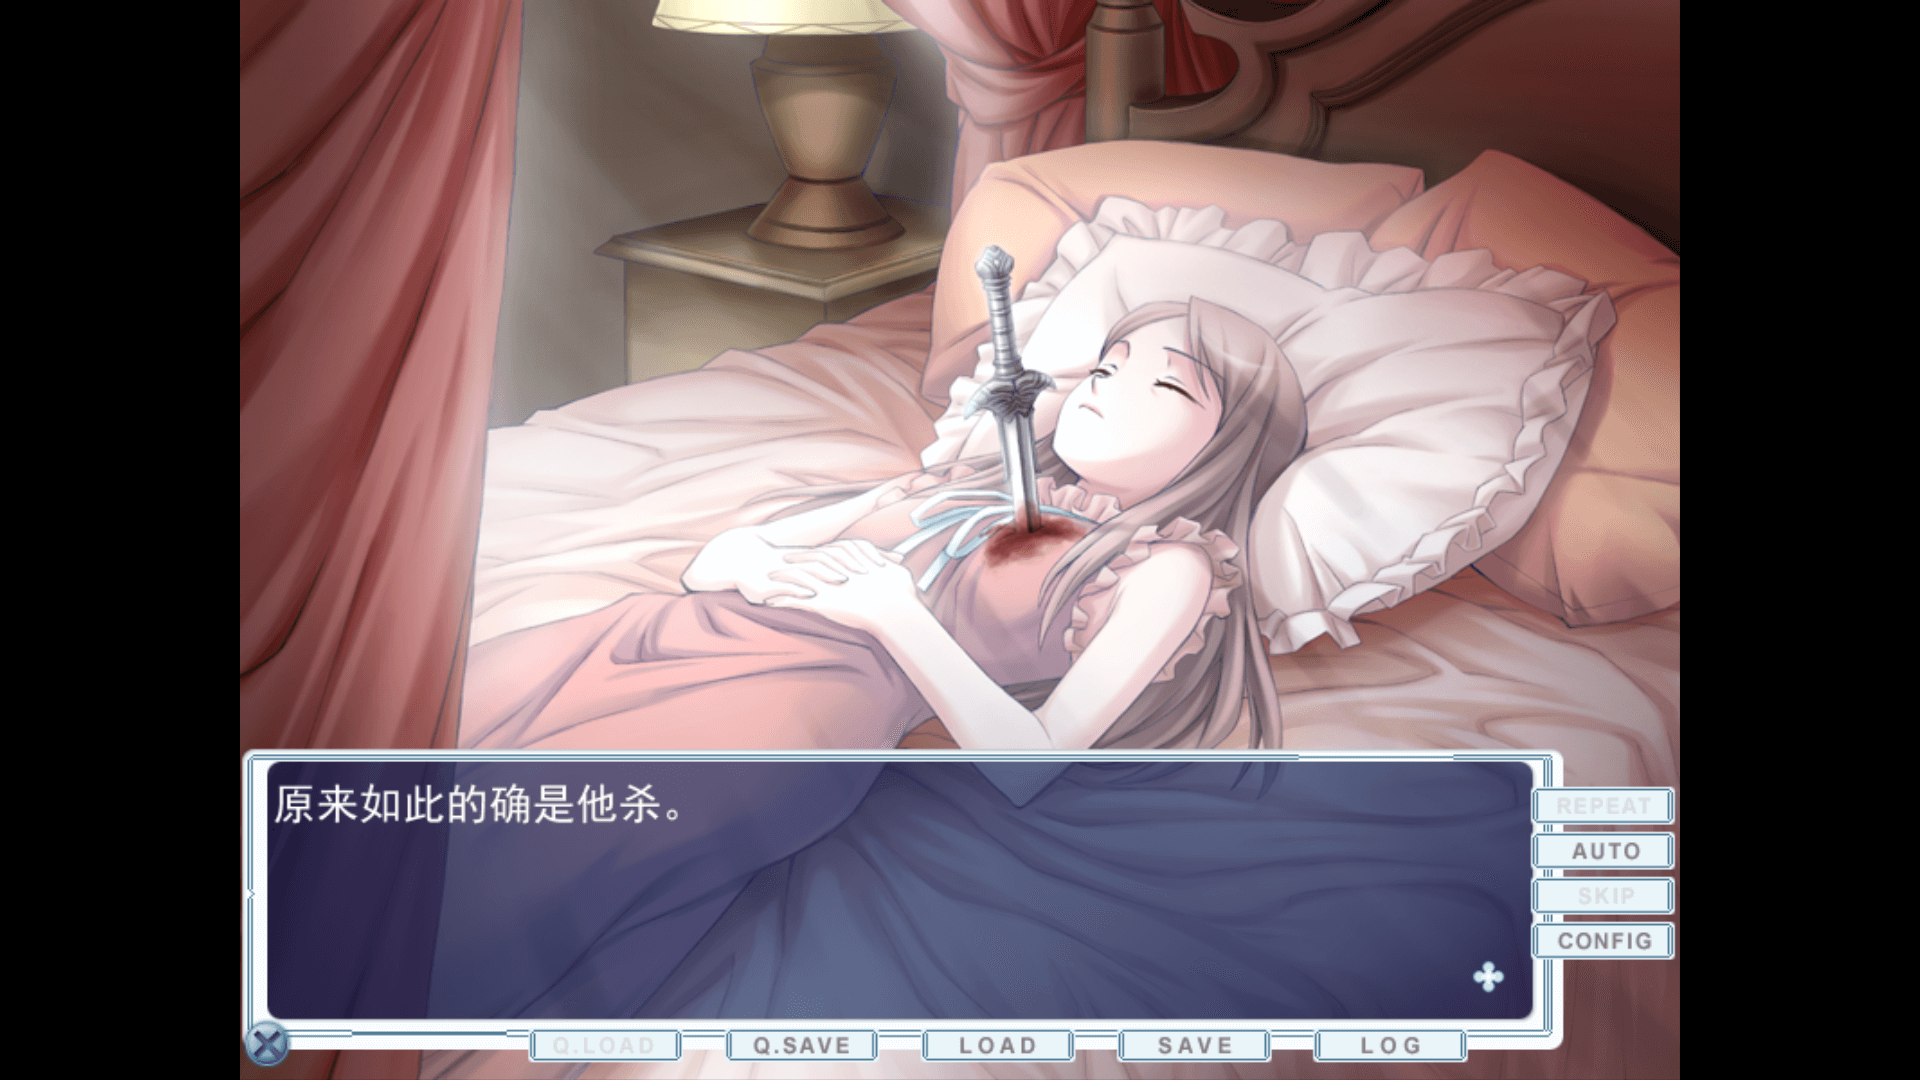 原来如此的确是他杀。
REPEAT
AUTO
SKIP
CONFIG
Q.LOAD
Q.SAVE
LOAD
SAVE
LOG